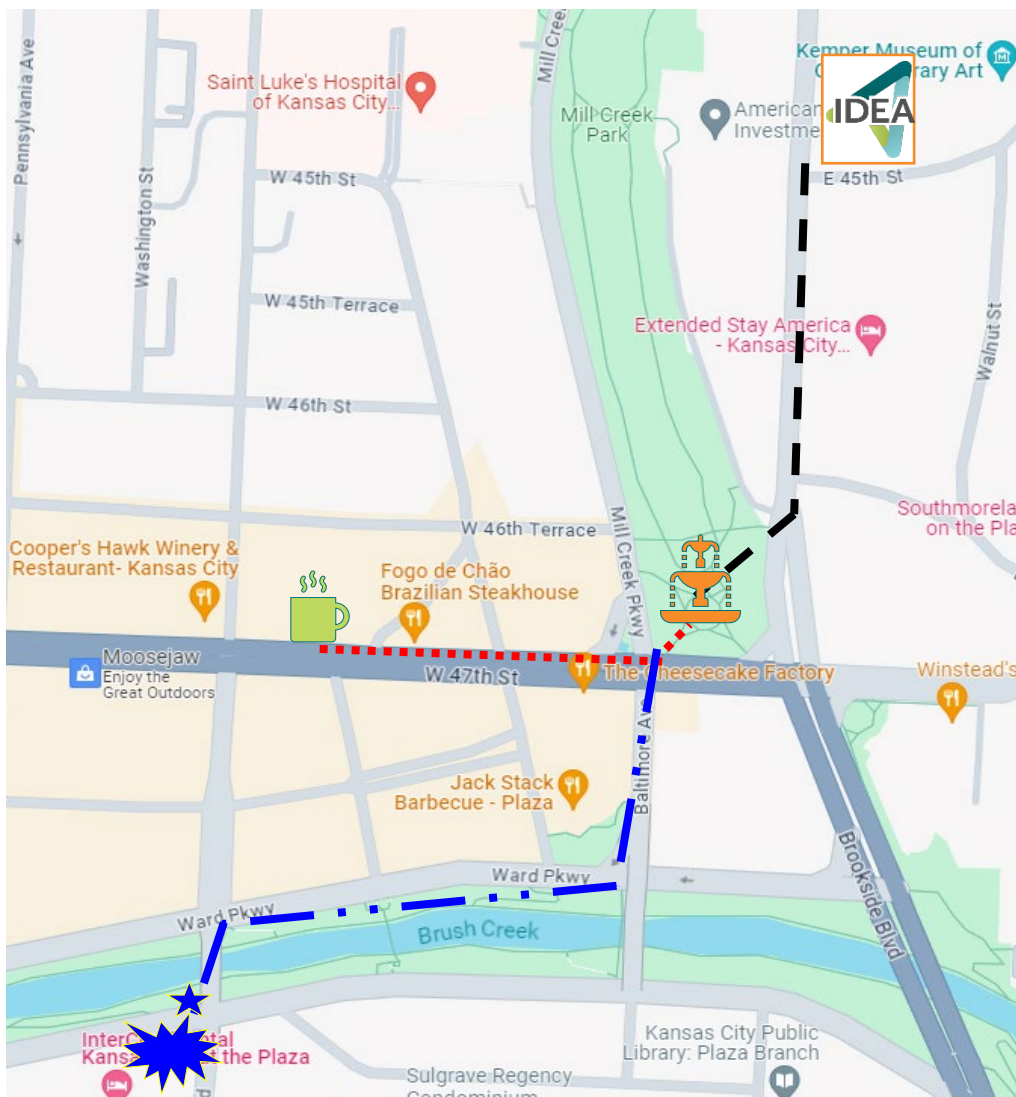 Pennsylvania Ave
Washington St
Saint Luke's Hospital
of Kansas City...
Mill Creek
Mill Creek
Park
Kemper Museum of
American
Investme
IDEA
E 45th St
W 45th St
W 45th Terrace
Extended Stay America
- Kansas City...
Walnut St
W 46th St
W 46th Terrace
Mill Creek Pkwy
Southmorela
on the Pla
Cooper's Hawk Winery &
Restaurant- Kansas City
Fogo de Chão
Brazilian Steakhouse
Moosejaw
Enjoy the
Great Outdoors
W 47th St
The Cheesecake Factory
Winstead's
Baltimore Ave
Jack Stack
Barbecue - Plaza
Brookside Blvd
Ward Pkwy
Ward Pkwy
Brush Creek
Kansas City Public
Library: Plaza Branch
the Plaza
Sulgrave Regency
Condominium